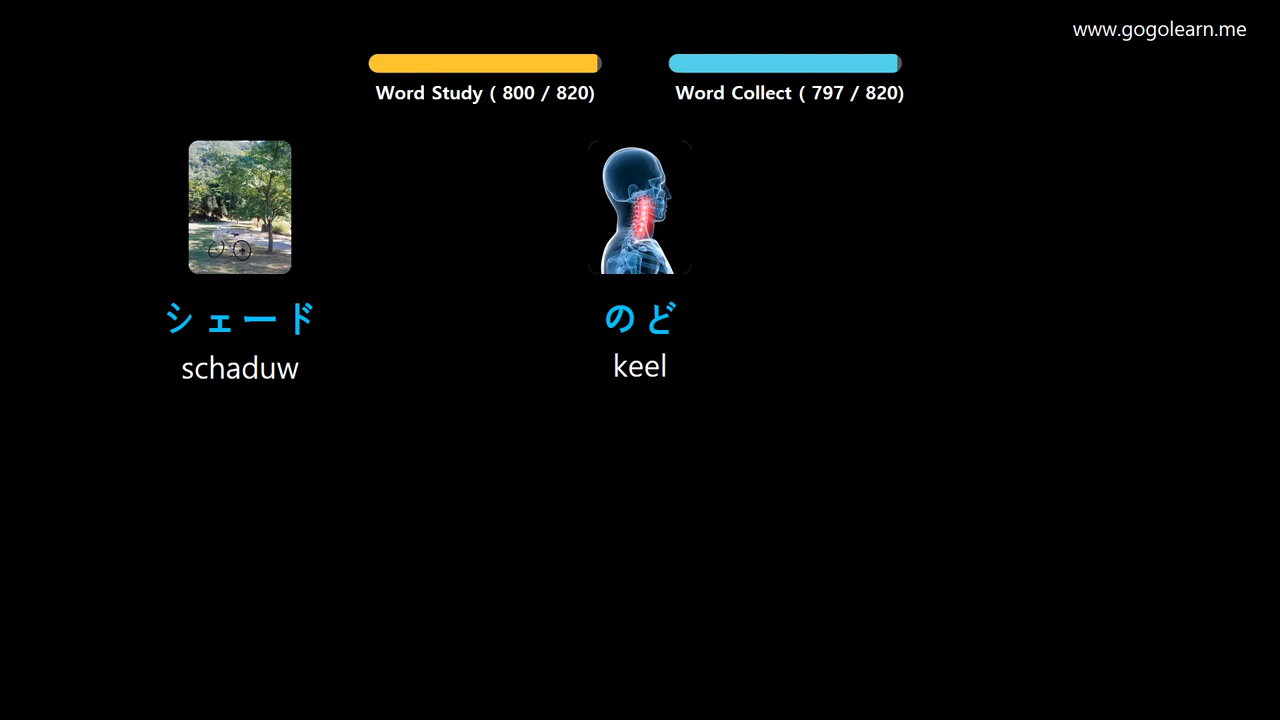 www.gogolearn.me
Word Study ( 800 / 820)
Word Collect ( 797 / 820)
シェード
のど
schaduw
keel